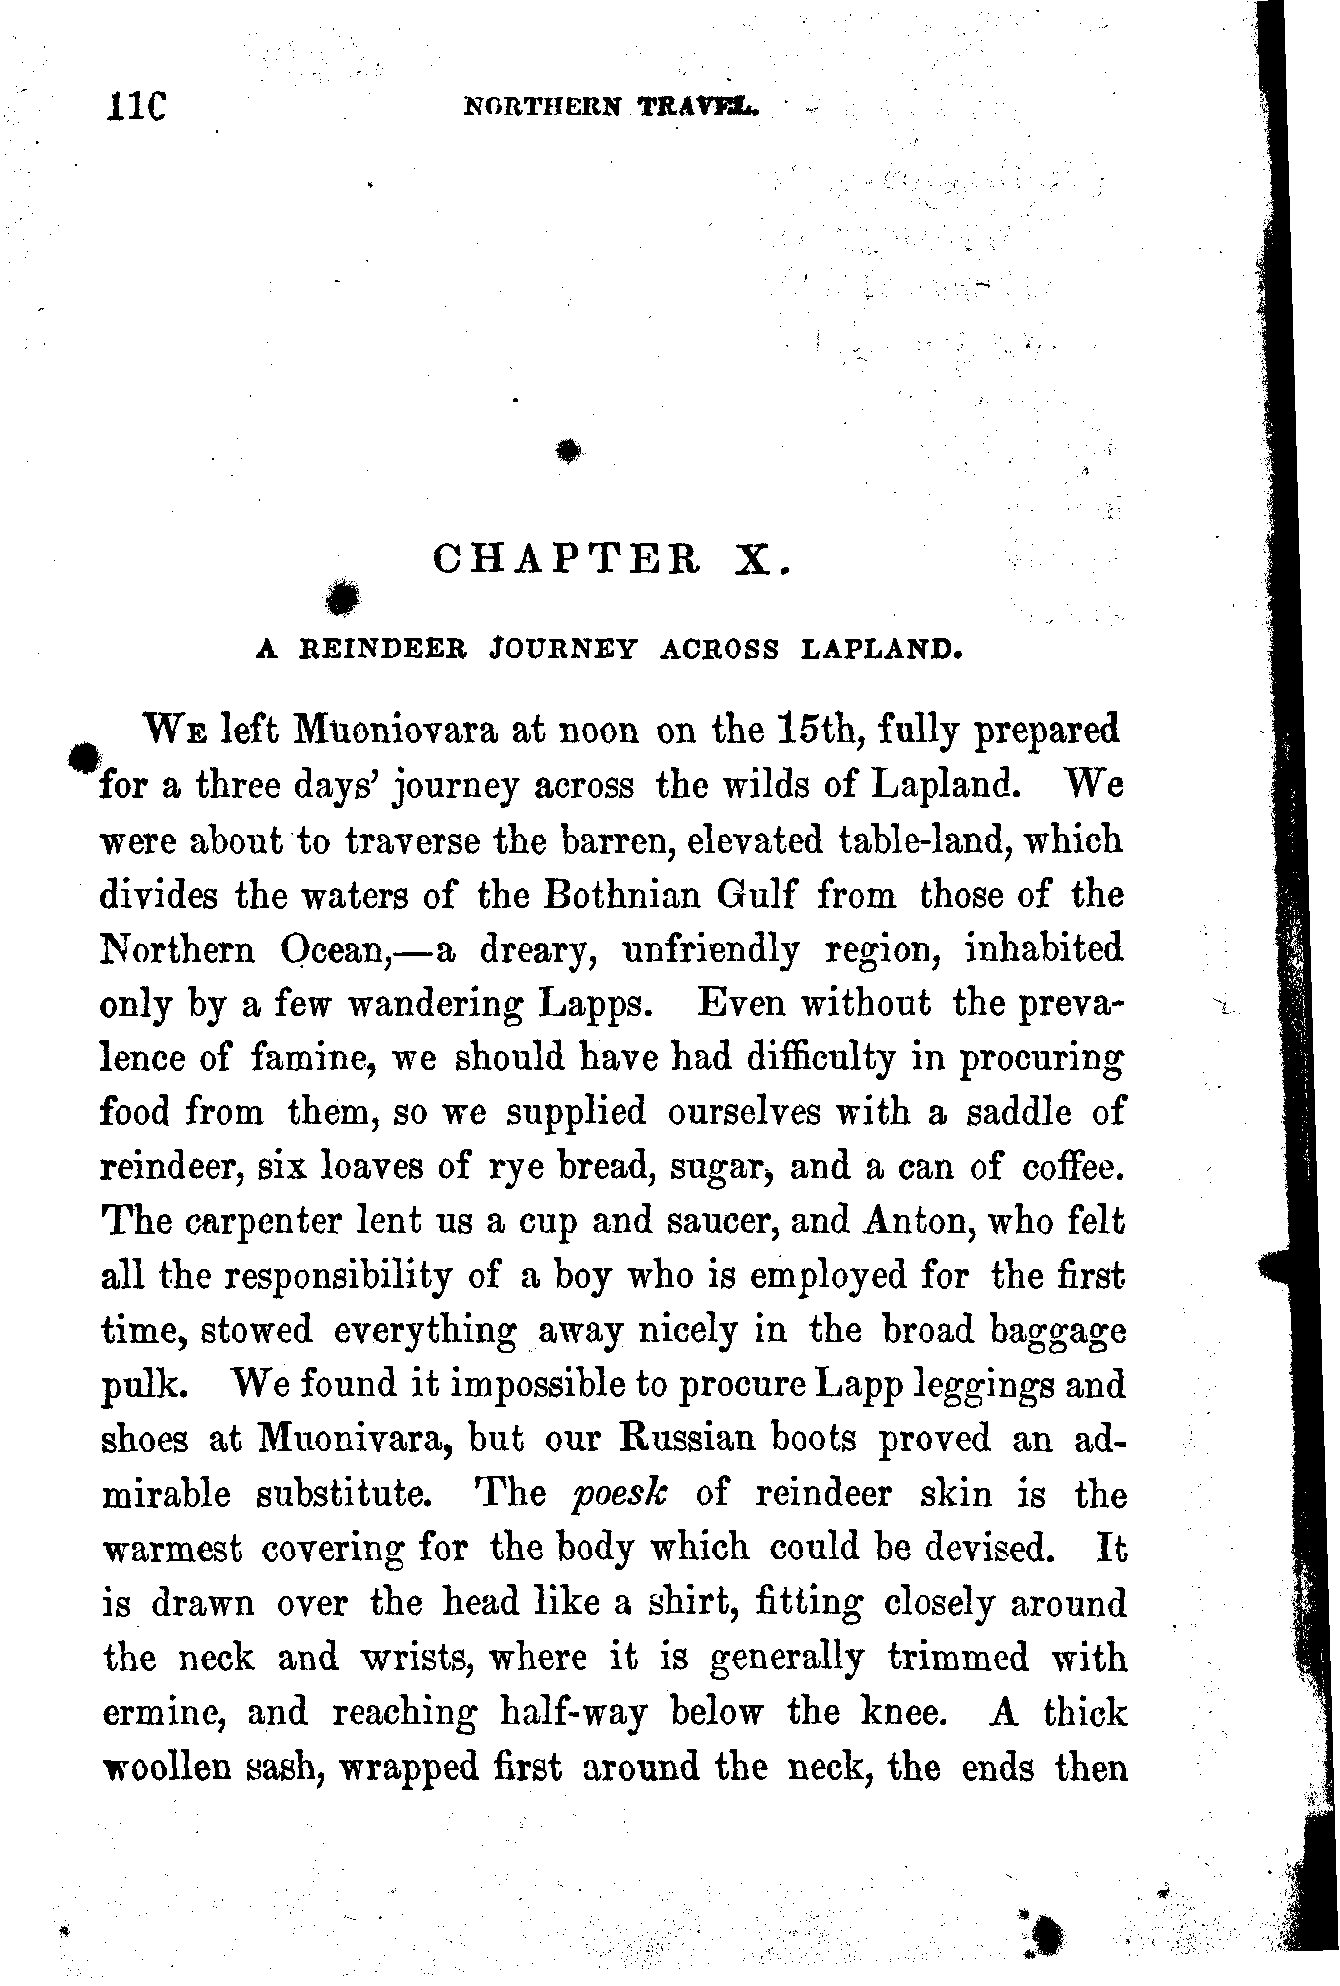 11C NORTHERN TRAVEL.
CHAPTER X.
A REINDEER JOURNEY ACROSS LAPLAND.
WE left Muoniovara at noon on the 15th, fully prepared
for a three days' journey across the wilds of Lapland. We
were about to traverse the barren, elevated table-land, which
divides the waters of the Bothnian Gulf from those of the
Northern Ocean,—a dreary, unfriendly region, inhabited
only by a few wandering Lapps. Even without the preva-
lence of famine, we should have had difficulty in procuring
food from them, so we supplied ourselves with a saddle of
reindeer, six loaves of rye bread, sugar, and a can of coffee.
The carpenter lent us a cup and saucer, and Anton, who felt
all the responsibility of a boy who is employed for the first
time, stowed everything away nicely in the broad baggage
pulk. We found it impossible to procure Lapp leggings and
shoes at Muonivara, but our Russian boots proved an ad-
mirable substitute. The poesk of reindeer skin is the
warmest covering for the body which could be devised. It
is drawn over the head like a shirt, fitting closely around
the neck and wrists, where it is generally trimmed with
ermine, and reaching half-way below the knee. A thick
woollen sash, wrapped first around the neck, the ends then